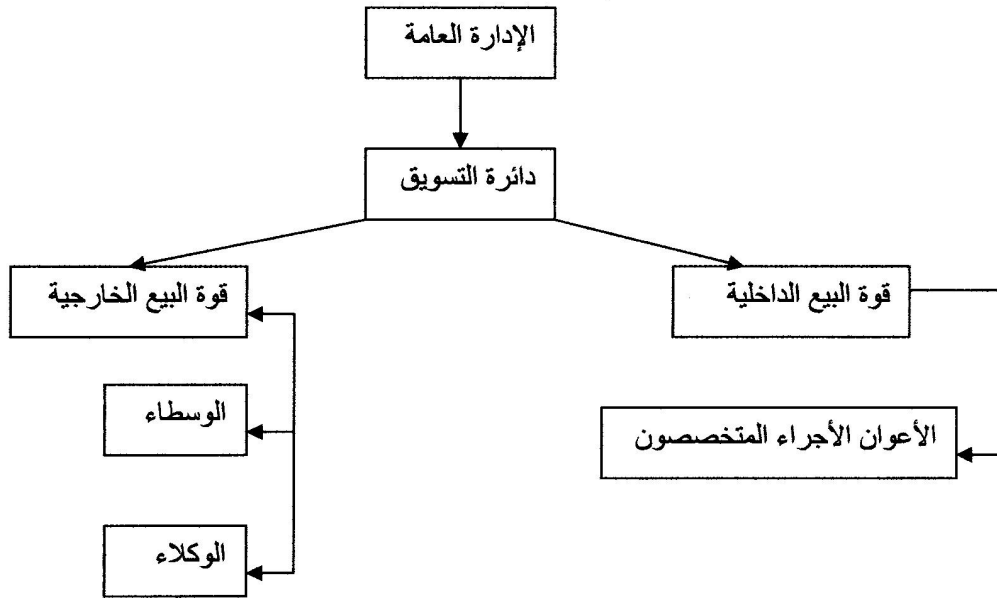 الإدارة العامة
دائرة التسويق
قوة البيع الداخلية
قوة البيع الخارجية
الأعوان الأجراء المتخصصون
الوسطاء
الوكلاء